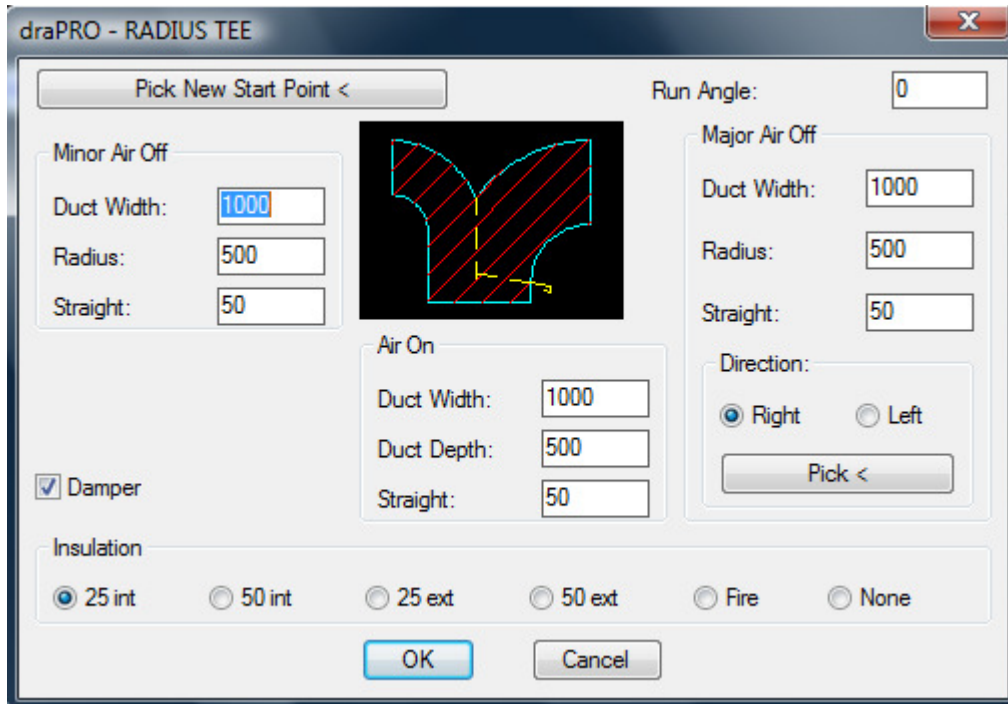 draPRO - RADIUS TEE
Pick New Start Point <
Run Angle: 0
Minor Air Off
Duct Width: 1000
Radius: 500
Straight: 50
Major Air Off
Duct Width: 1000
Radius: 500
Straight: 50
Direction:
Right Left
Pick <
Air On
Duct Width: 1000
Duct Depth: 500
Straight: 50
Damper
Insulation
25 int 50 int 25 ext 50 ext Fire None
OK Cancel